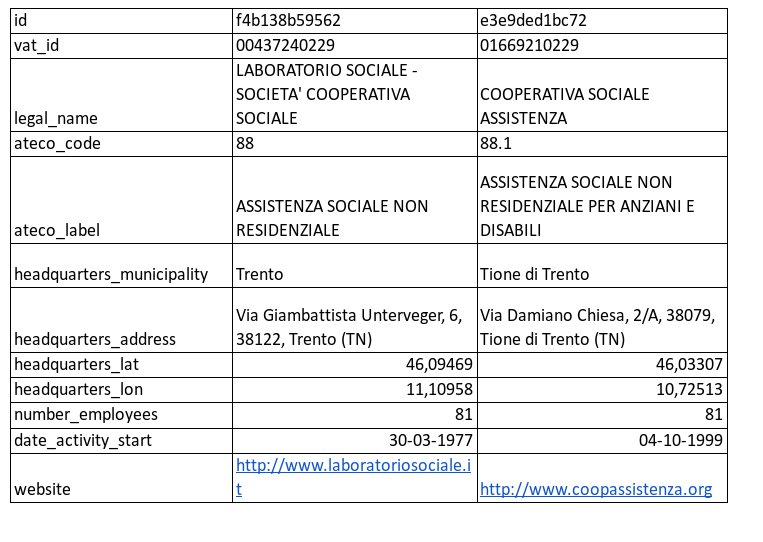 id f4b138b59562 e3e9ded1bc72
vat_id 00437240229 01669210229
LABORATORIO SOCIALE -
SOCIETA' COOPERATIVA COOPERATIVA SOCIALE
legal_name SOCIALE ASSISTENZA
ateco_code 88 88.1
ASSISTENZA SOCIALE NON
ASSISTENZA SOCIALE NON RESIDENZIALE PER ANZIANI E
ateco_label RESIDENZIALE DISABILI
headquarters_municipality Trento Tione di Trento
Via Giambattista Unterveger, 6, Via Damiano Chiesa, 2/A, 38079,
headquarters_address 38122, Trento (TN) Tione di Trento (TN)
headquarters_lat 46,09469 46,03307
headquarters_lon 11,10958 10,72513
number_employees 81 81
date_activity_start 30-03-1977 04-10-1999
http://www.laboratoriosociale.i
website t http://www.coopassistenza.org